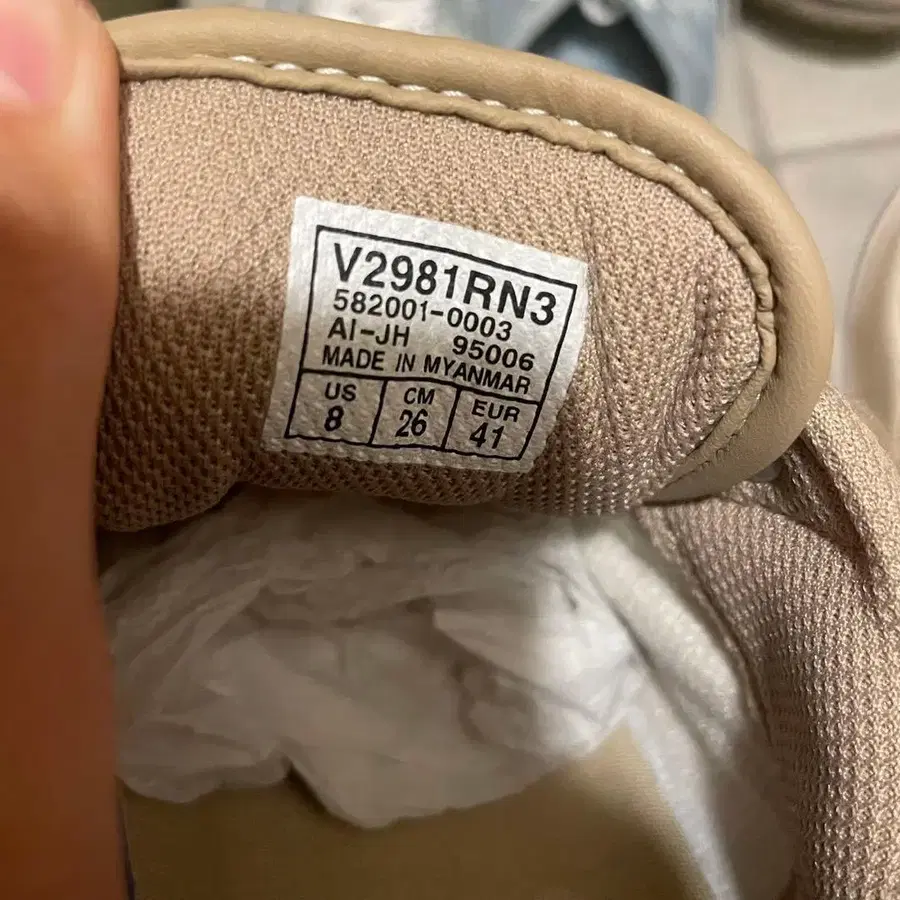 V2981RN3
582001-0003
AI-JH 95006
MADE IN MYANMAR
US CM EUR
8 26 41